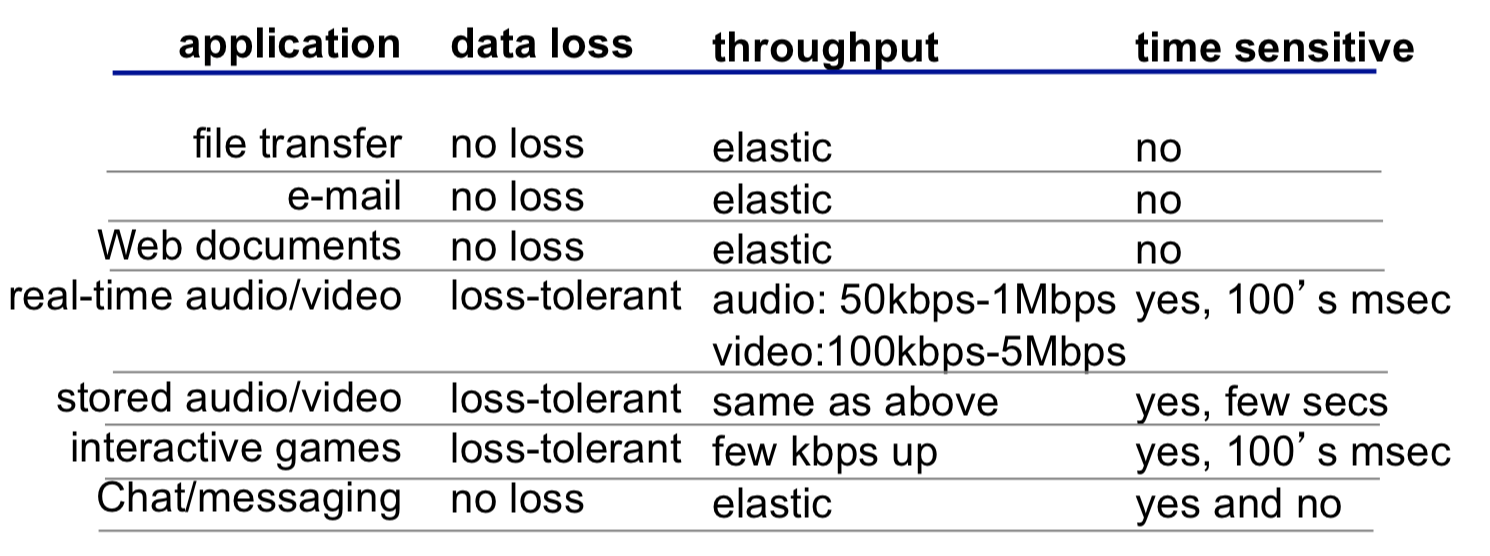 application data loss throughput time sensitive
file transfer no loss elastic no
e-mail no loss elastic no
Web documents no loss elastic no
real-time audio/video loss-tolerant audio: 50kbps-1Mbps yes, 100’s msec
video:100kbps-5Mbps
stored audio/video loss-tolerant same as above yes, few secs
interactive games loss-tolerant few kbps up yes, 100’s msec
Chat/messaging no loss elastic yes and no